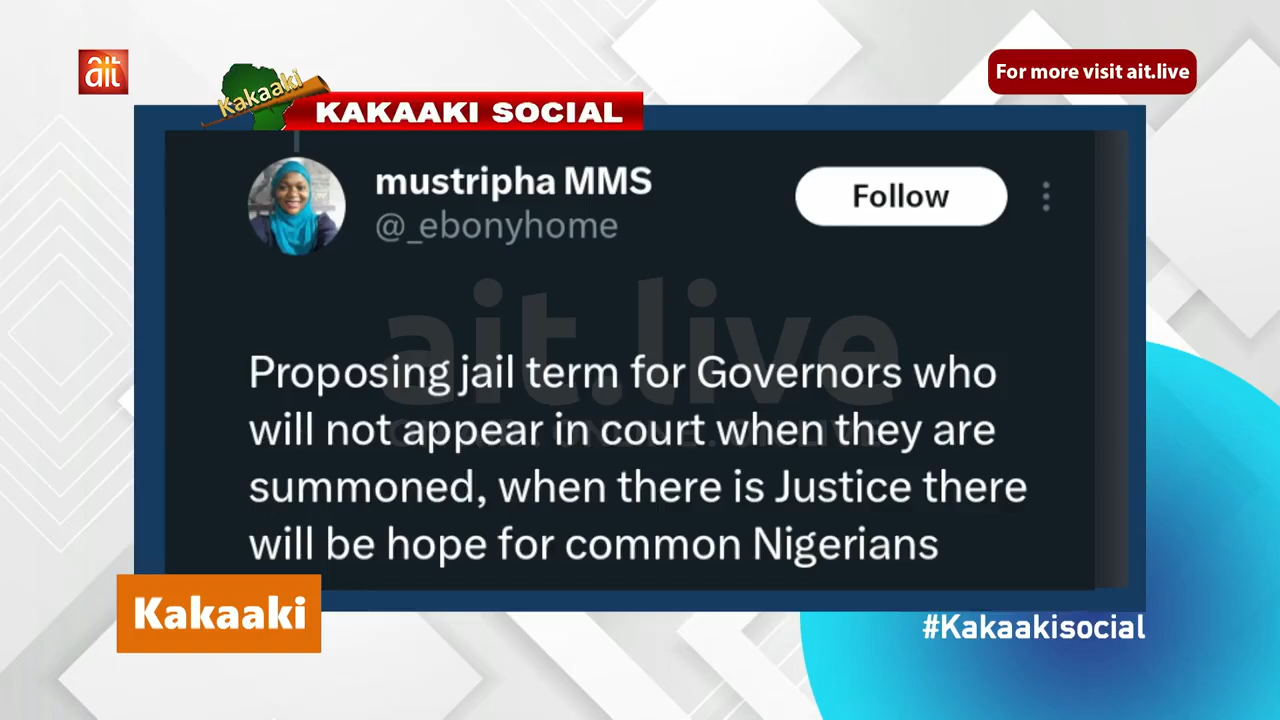 ait
Kakaaki
KAKAAKI SOCIAL
For more visit ait.live
mustripha MMS
@_ebonyhome
Follow
ait.live
Proposing jail term for Governors who
will not appear in court when they are
summoned, when there is Justice there
will be hope for common Nigerians
Kakaaki
#Kakaakisocial